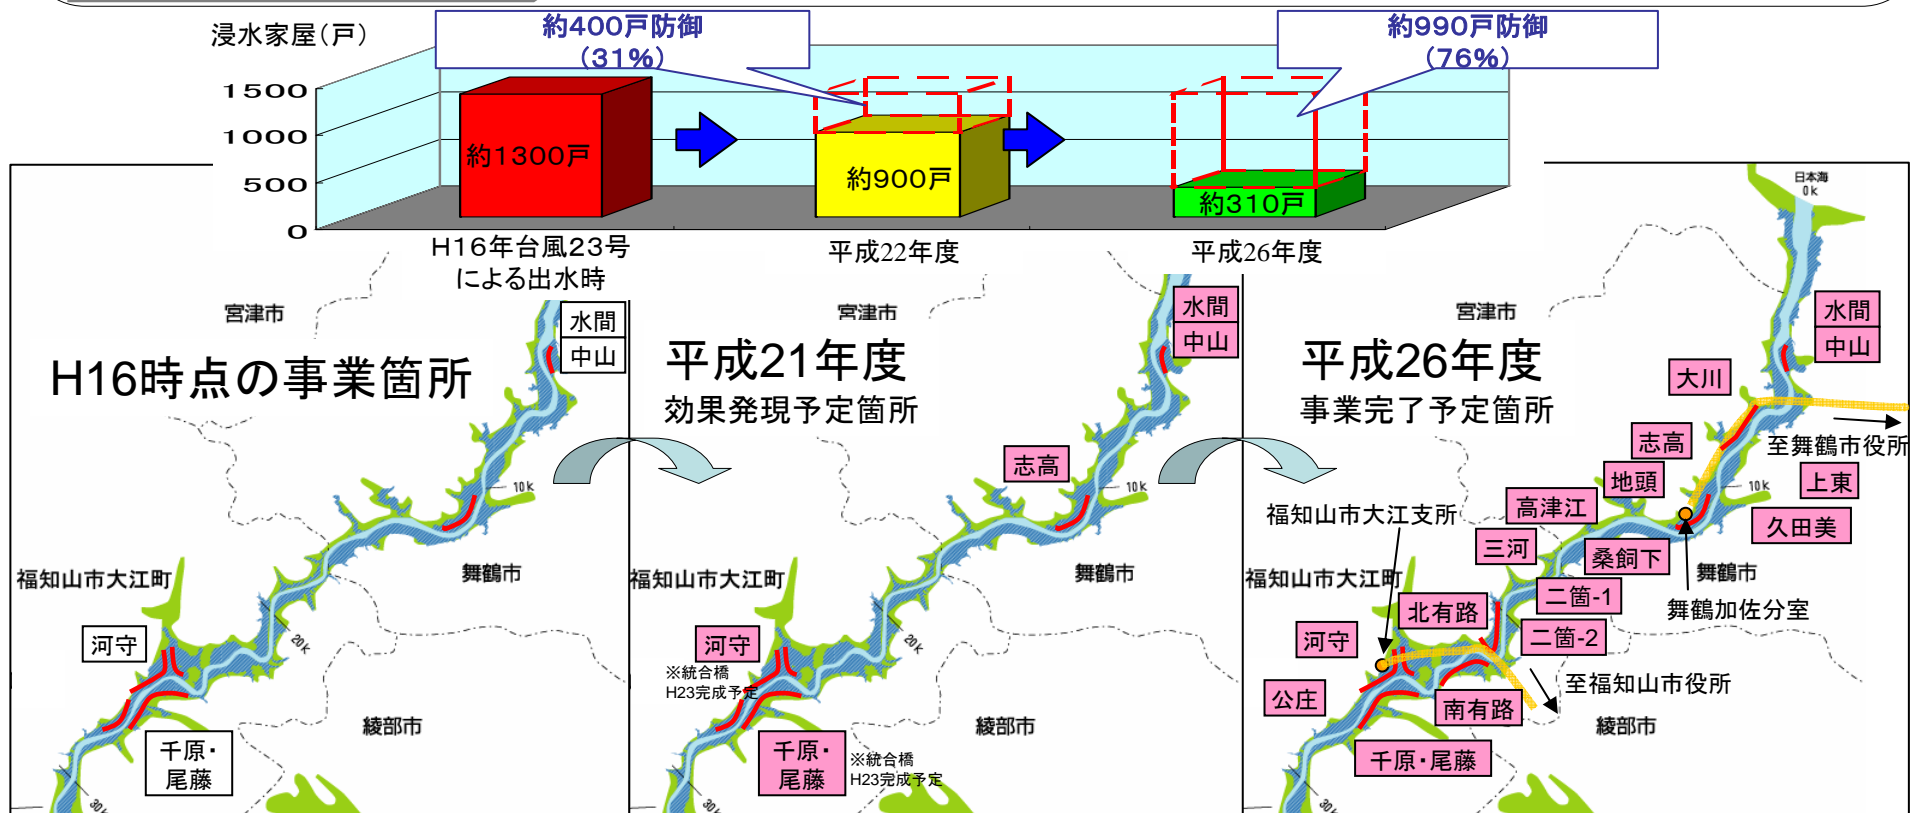 浸水家屋(戸)
約400戸防御
(31%)
約990戸防御
(76%)
1500
1000
500
0
約1300戸
約900戸
約310戸
H16年台風23号
による出水時
平成22年度
平成26年度
H16時点の事業箇所
宮津市
水間
中山
10k
福知山市大江町
舞鶴市
河守
20k
綾部市
千原・
尾藤
30k
平成21年度
効果発現予定箇所
宮津市
水間
中山
志高
10k
福知山市大江町
舞鶴市
河守
※統合橋
H23完成予定
20k
綾部市
千原・
尾藤
※統合橋
H23完成予定
30k
平成26年度
事業完了予定箇所
日本海
0k
宮津市
水間
中山
大川
志高
至舞鶴市役所
地頭
上東
10k
高津江
久田美
福知山市大江支所
三河
桑飼下
福知山市大江町
舞鶴市
二箇-1
舞鶴加佐分室
北有路
河守
二箇-2
至福知山市役所
公庄
南有路
綾部市
千原・尾藤
30k